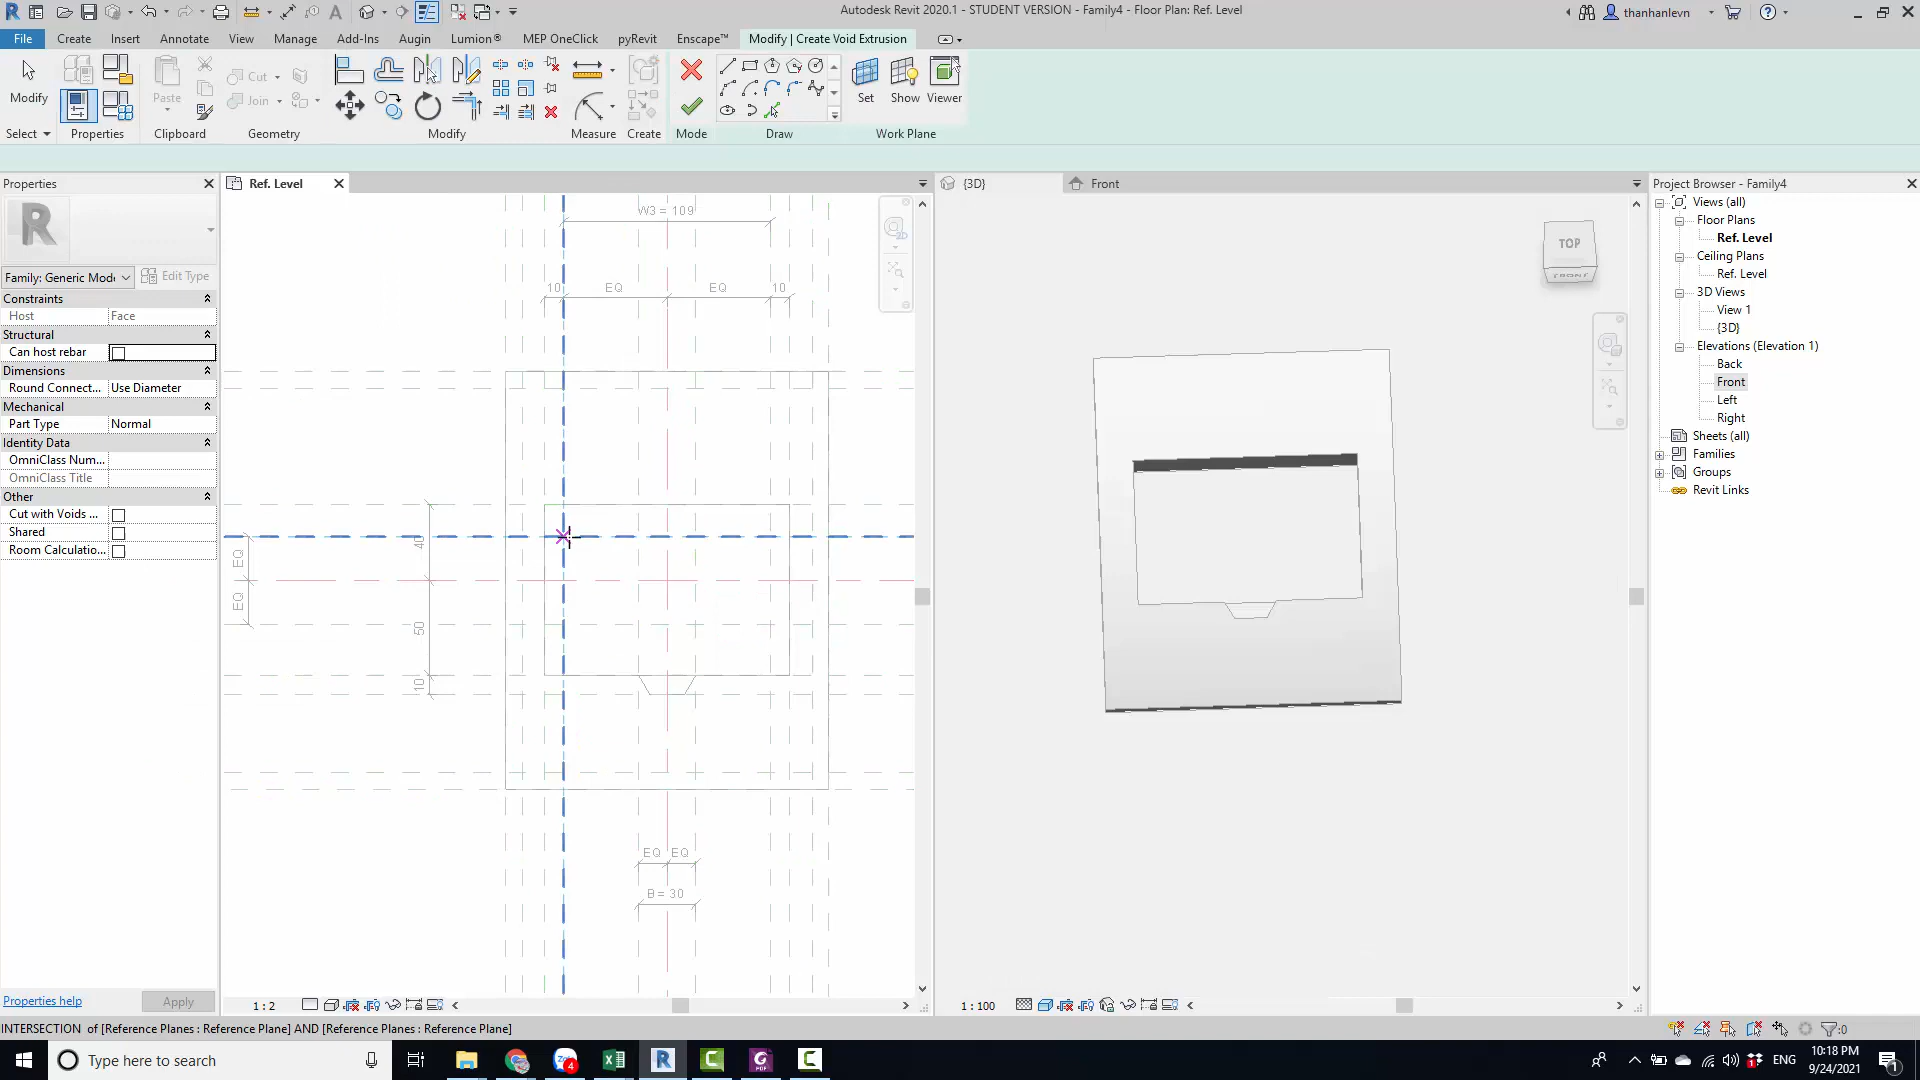 Autodesk Revit 2020.1 - STUDENT VERSION - Family4 - Floor Plan: Ref. Level
thanhanlevn
File Create Insert Annotate View Manage Add-Ins Augin Lumion® MEP OneClick pyRevit Enscape™ Modify | Create Void Extrusion
Modify
Paste
Cut
Join
Set Show Viewer
Select Properties Clipboard Geometry Modify Measure Create Mode Draw Work Plane
Properties
Ref. Level
{3D}
Front
Project Browser - Family4
Family: Generic Mode
Edit Type
Constraints
Host Face
Structural
Can host rebar
Dimensions
Round Connect... Use Diameter
Mechanical
Part Type Normal
Identity Data
OmniClass Num...
OmniClass Title
Other
Cut with Voids ...
Shared
Room Calculatio...
Properties help
Apply
W3 = 109
10 EQ EQ 10
40
EQ
EQ
50
10
EQ EQ
B = 30
2D
TOP
FRONT
Views (all)
Floor Plans
Ref. Level
Ceiling Plans
Ref. Level
3D Views
View 1
{3D}
Elevations (Elevation 1)
Back
Front
Left
Right
Sheets (all)
Families
Groups
Revit Links
1 : 2
1 : 100
INTERSECTION of [Reference Planes : Reference Plane] AND [Reference Planes : Reference Plane]
:0
Type here to search
4
ENG
10:18 PM
9/24/2021
1